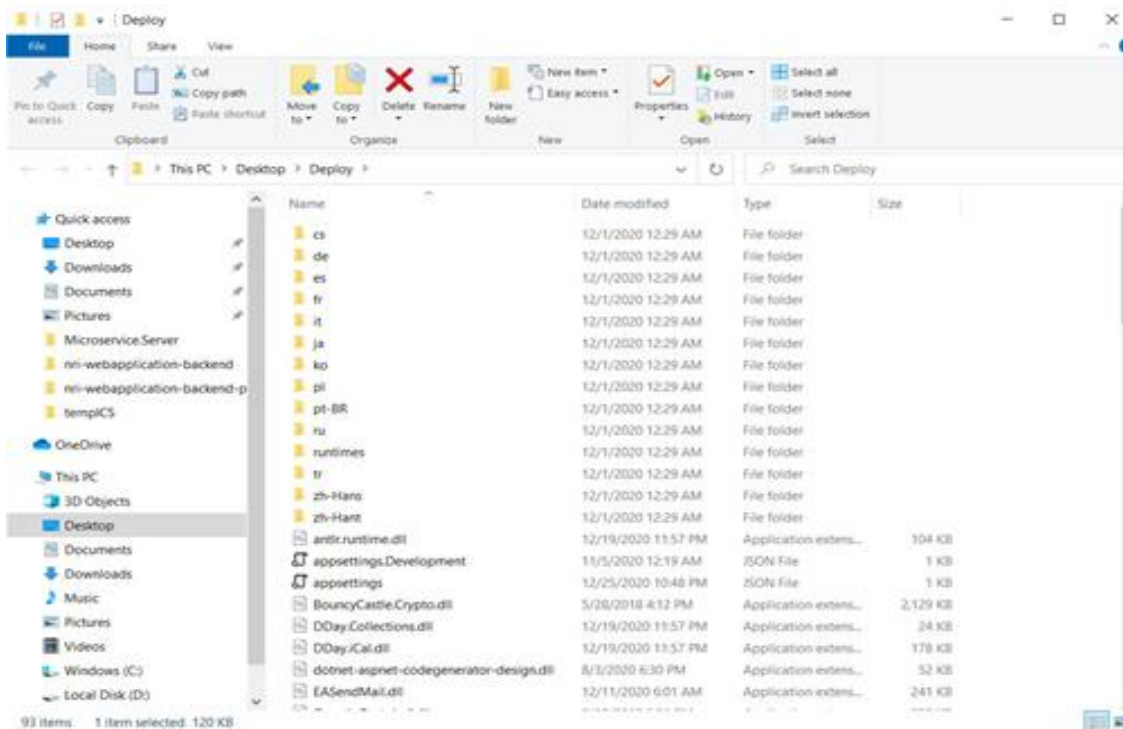 Deploy
File Home Share View
Pin to Quick access
Copy
Paste
Cut
Copy path
Paste shortcut
Clipboard
Move to
Copy to
Delete
Rename
Organize
New folder
New item
Easy access
New
Properties
Open
Edit
History
Open
Select all
Select none
Invert selection
Select
This PC Desktop Deploy
Search Deploy
Quick access
Desktop
Downloads
Documents
Pictures
Microservice.Server
nri-webapplication-backend
nri-webapplication-backend-p
tempICS
OneDrive
This PC
3D Objects
Desktop
Documents
Downloads
Music
Pictures
Videos
Windows (C:)
Local Disk (D:)
Name Date modified Type Size
cs 12/1/2020 12:29 AM File folder
de 12/1/2020 12:29 AM File folder
es 12/1/2020 12:29 AM File folder
fr 12/1/2020 12:29 AM File folder
it 12/1/2020 12:29 AM File folder
ja 12/1/2020 12:29 AM File folder
ko 12/1/2020 12:29 AM File folder
pl 12/1/2020 12:29 AM File folder
pt-BR 12/1/2020 12:29 AM File folder
ru 12/1/2020 12:29 AM File folder
runtimes 12/1/2020 12:29 AM File folder
tr 12/1/2020 12:29 AM File folder
zh-Hans 12/1/2020 12:29 AM File folder
zh-Hant 12/1/2020 12:29 AM File folder
antlr.runtime.dll 12/19/2020 11:57 PM Application extens... 104 KB
appsettings.Development 11/5/2020 12:19 AM JSON File 1 KB
appsettings 12/25/2020 10:48 PM JSON File 1 KB
BouncyCastle.Crypto.dll 5/28/2018 4:12 PM Application extens... 2,129 KB
DDay.Collections.dll 12/19/2020 11:57 PM Application extens... 24 KB
DDay.iCal.dll 12/19/2020 11:57 PM Application extens... 178 KB
dotnet-aspnet-codegenerator-design.dll 8/3/2020 6:30 PM Application extens... 52 KB
EASendMail.dll 12/11/2020 6:01 AM Application extens... 241 KB
93 items 1 item selected 120 KB